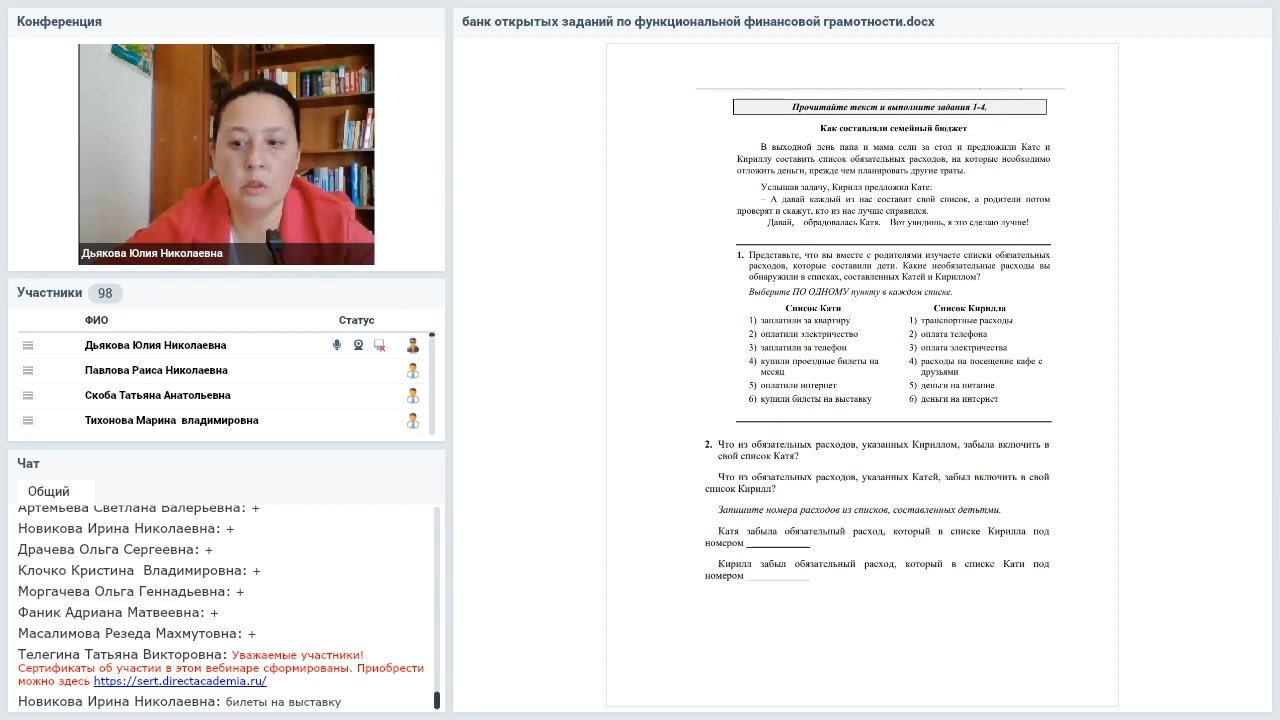 Конференция
Дьякова Юлия Николаевна
Участники 98
ФИО Статус
Дьякова Юлия Николаевна
Павлова Раиса Николаевна
Скоба Татьяна Анатольевна
Тихонова Марина владимировна
Чат
Общий
Артемьева Светлана Валерьевна: +
Новикова Ирина Николаевна: +
Драчева Ольга Сергеевна: +
Клочко Кристина Владимировна: +
Моргачева Ольга Геннадьевна: +
Фаник Адриана Матвеевна: +
Масалимова Резеда Махмутовна: +
Телегина Татьяна Викторовна: Уважаемые участники!
Сертификаты об участии в этом вебинаре сформированы. Приобрести
можно здесь https://sert.directacademia.ru/
Новикова Ирина Николаевна: билеты на выставку
банк открытых заданий по функциональной финансовой грамотности.docx
Прочитайте текст и выполните задания 1-4.
Как составляли семейный бюджет
В выходной день папа и мама сели за стол и предложили Кате и
Кириллу составить список обязательных расходов, на которые необходимо
отложить деньги, прежде чем планировать другие траты.
Услышав задачу, Кирилл предложил Кате:
– А давай каждый из нас составит свой список, а родители потом
проверят и скажут, кто из нас лучше справился.
Давай, обрадовалась Катя. Вот увидишь, я это сделаю лучше!
1. Представьте, что вы вместе с родителями изучаете списки обязательных
расходов, которые составили дети. Какие необязательные расходы вы
обнаружили в списках, составленных Катей и Кириллом?
Выберите ПО ОДНОМУ пункту в каждом списке.
Список Кати Список Кирилла
1) заплатили за квартиру 1) транспортные расходы
2) оплатили электричество 2) оплата телефона
3) заплатили за телефон 3) оплата электричества
4) купили проездные билеты на 4) расходы на посещение кафе с
месяц друзьями
5) оплатили интернет 5) деньги на питание
6) купили билеты на выставку 6) деньги на интернет
2. Что из обязательных расходов, указанных Кириллом, забыла включить в
свой список Катя?
Что из обязательных расходов, указанных Катей, забыл включить в свой
список Кирилл?
Запишите номера расходов из списков, составленных детьтми.
Катя забыла обязательный расход, который в списке Кирилла под
номером ____________
Кирилл забыл обязательный расход, который в списке Кати под
номером ____________